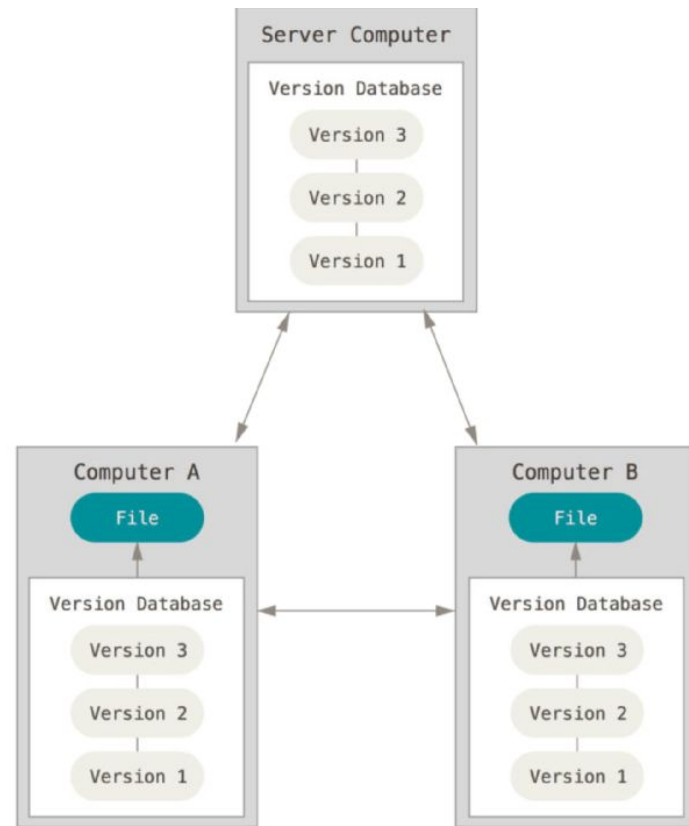 Server Computer
Version Database
Version 3
Version 2
Version 1
Computer A
File
Version Database
Version 3
Version 2
Version 1
Computer B
File
Version Database
Version 3
Version 2
Version 1